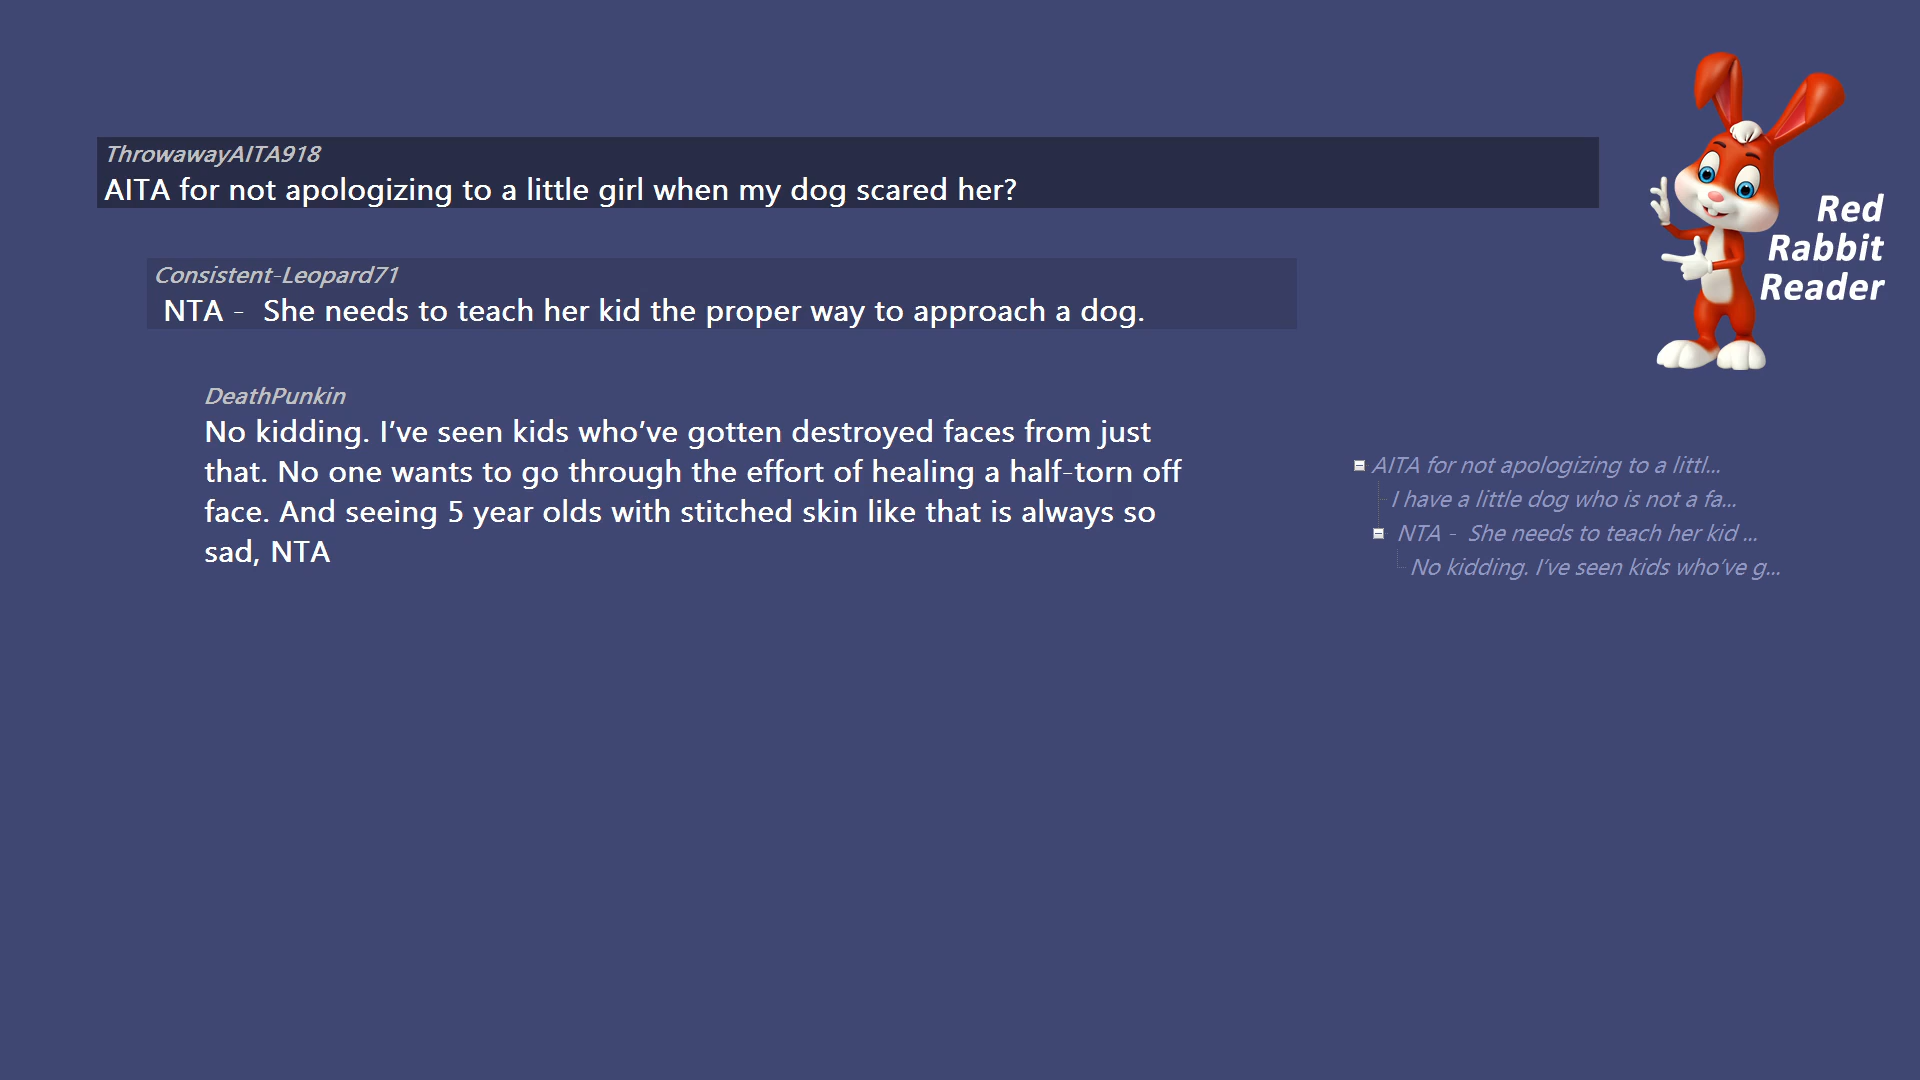 ThrowawayAITA918
AITA for not apologizing to a little girl when my dog scared her?
Consistent-Leopard71
NTA -  She needs to teach her kid the proper way to approach a dog.
DeathPunkin
No kidding. I’ve seen kids who’ve gotten destroyed faces from just
that. No one wants to go through the effort of healing a half-torn off
face. And seeing 5 year olds with stitched skin like that is always so
sad, NTA
Red
Rabbit
Reader
AITA for not apologizing to a littl...
I have a little dog who is not a fa...
NTA -  She needs to teach her kid ...
No kidding. I’ve seen kids who’ve g...